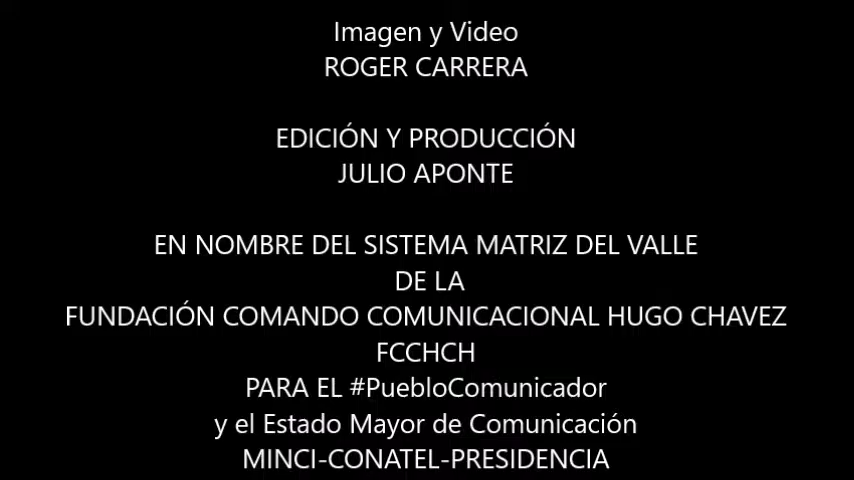 Imagen y Video
ROGER CARRERA
EDICIÓN Y PRODUCCIÓN
JULIO APONTE
EN NOMBRE DEL SISTEMA MATRIZ DEL VALLE
DE LA
FUNDACIÓN COMANDO COMUNICACIONAL HUGO CHAVEZ
FCCHCH
PARA EL #PuebloComunicador
y el Estado Mayor de Comunicación
MINCI-CONATEL-PRESIDENCIA